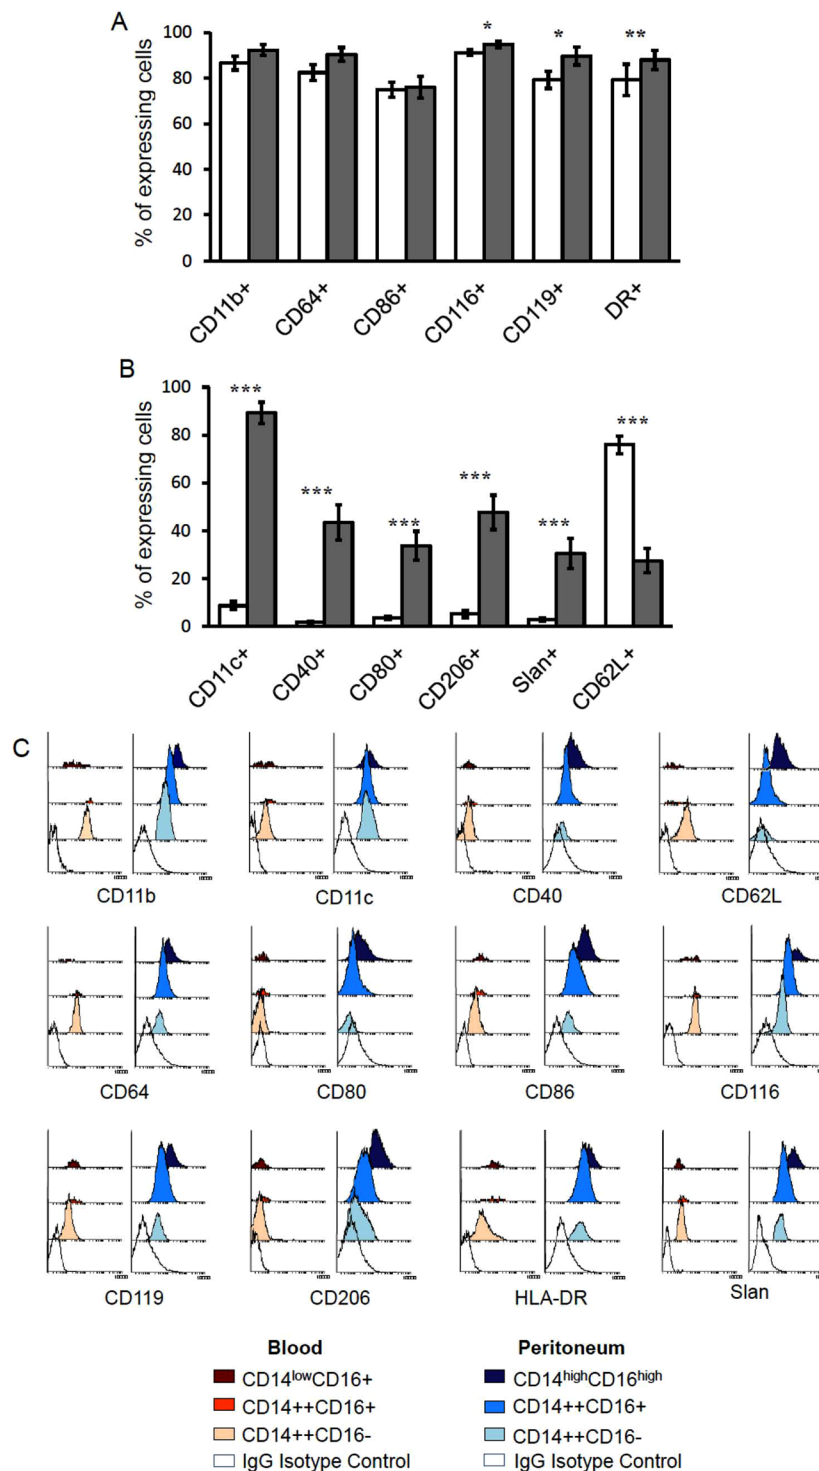 A
% of expressing cells
100
80
60
40
20
0
* * **
CD11b+ CD64+ CD86+ CD116+ CD119+ DR+
B
% of expressing cells
100
80
60
40
20
0
*** *** *** *** *** ***
CD11c+ CD40+ CD80+ CD206+ Slan+ CD62L+
C
CD11b CD11c CD40 CD62L
CD64 CD80 CD86 CD116
CD119 CD206 HLA-DR Slan
Blood Peritoneum
CD14lowCD16+ CD14highCD16high
CD14++CD16+ CD14++CD16+
CD14++CD16- CD14++CD16-
IgG Isotype Control IgG Isotype Control